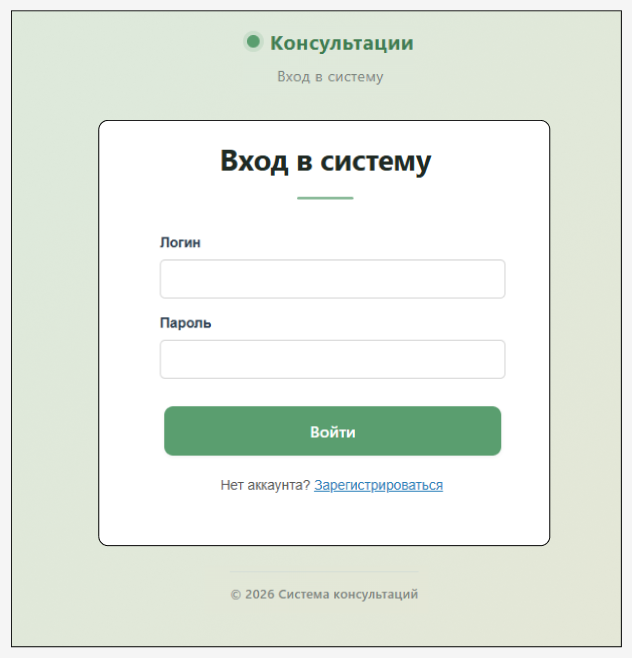 Консультации
Вход в систему
Вход в систему
Логин
Пароль
Войти
Нет аккаунта? Зарегистрироваться
© 2026 Система консультаций